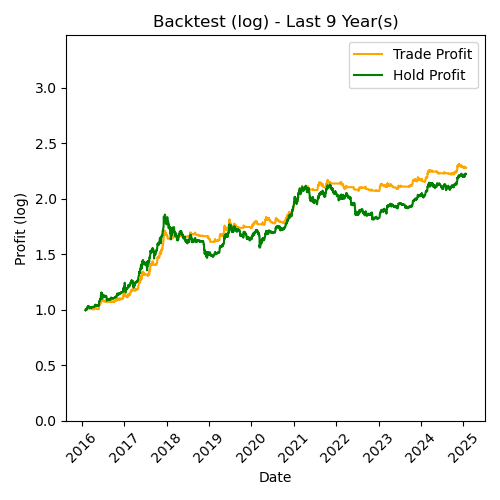 Backtest (log) - Last 9 Year(s)
Trade Profit
Hold Profit
Profit (log)
3.0
2.5
2.0
1.5
1.0
0.5
0.0
2016 2017 2018 2019 2020 2021 2022 2023 2024 2025
Date